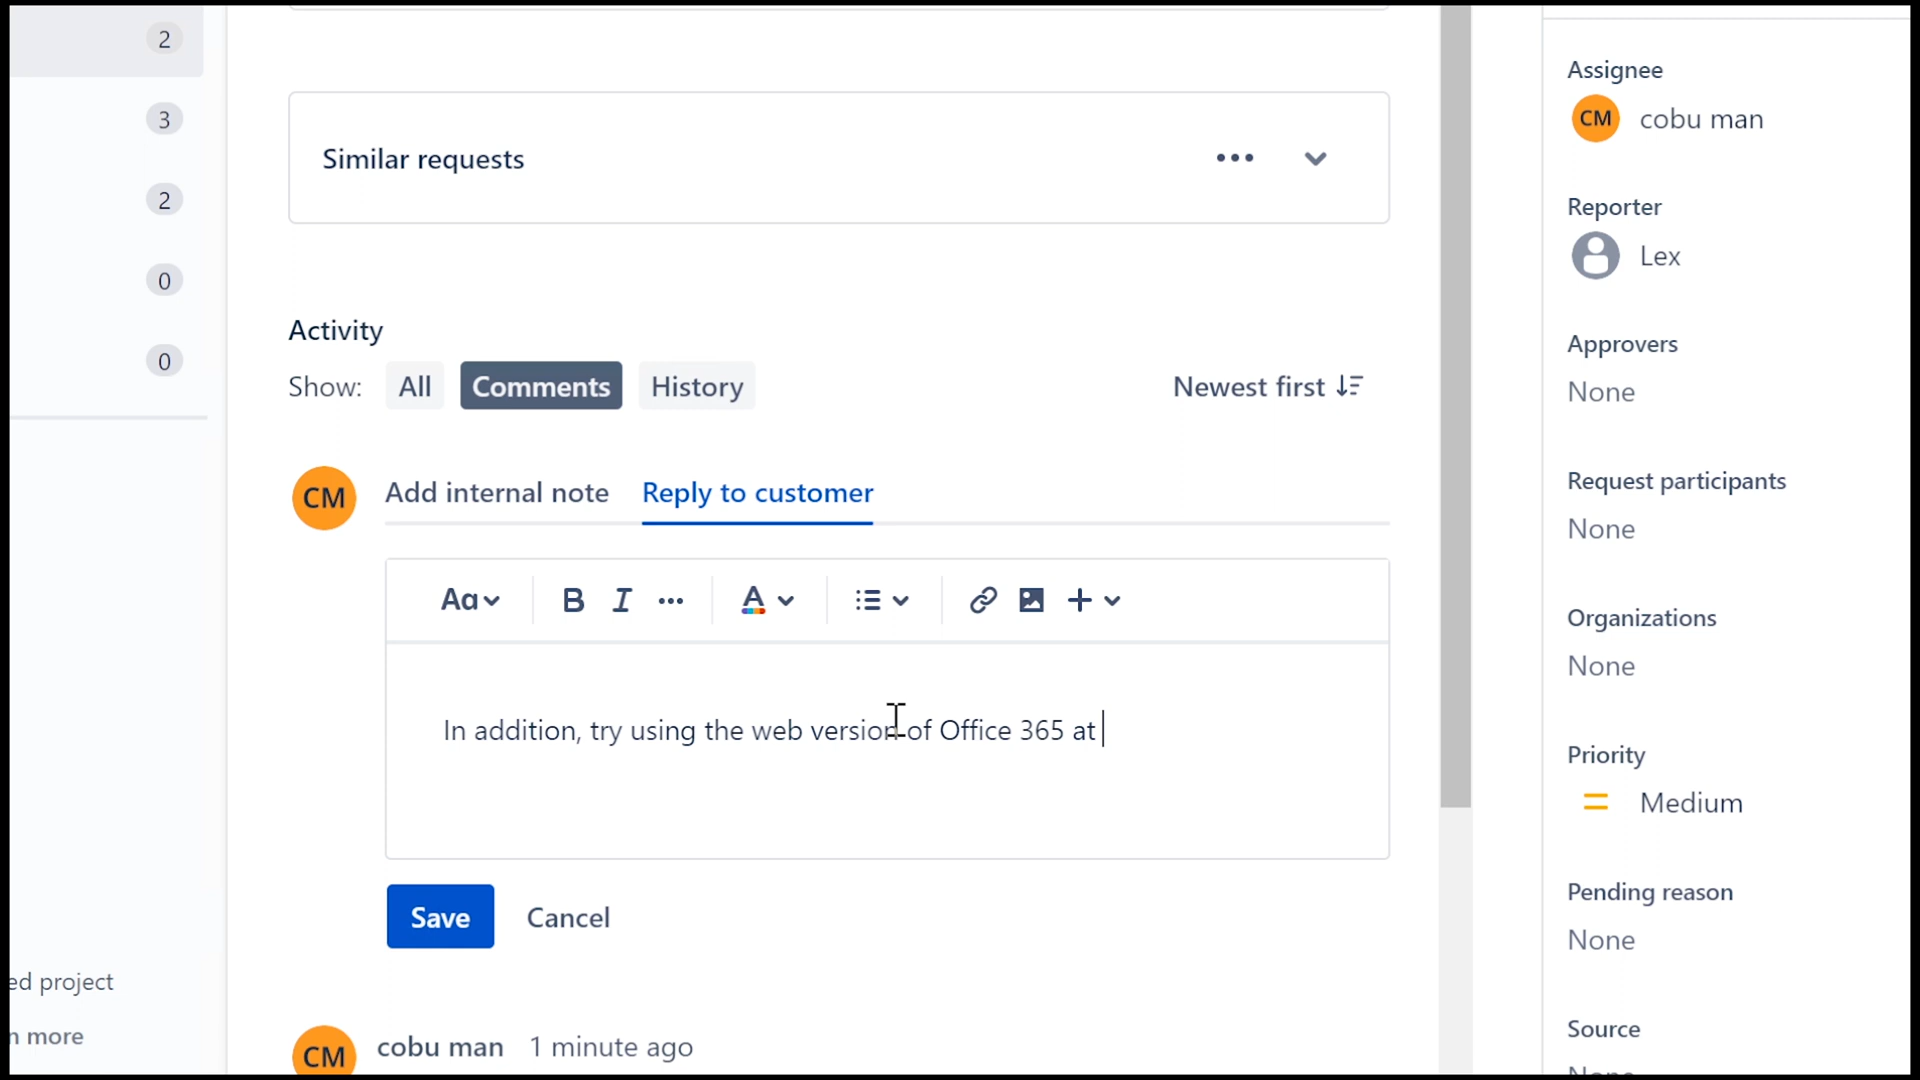 2
3
2
0
0
ed project
n more
Similar requests
Activity
Show: All Comments History Newest first
CM Add internal note Reply to customer
Aa B I A
In addition, try using the web version of Office 365 at
Save Cancel
CM cobu man 1 minute ago
Assignee
CM cobu man
Reporter
Lex
Approvers
None
Request participants
None
Organizations
None
Priority
Medium
Pending reason
None
Source